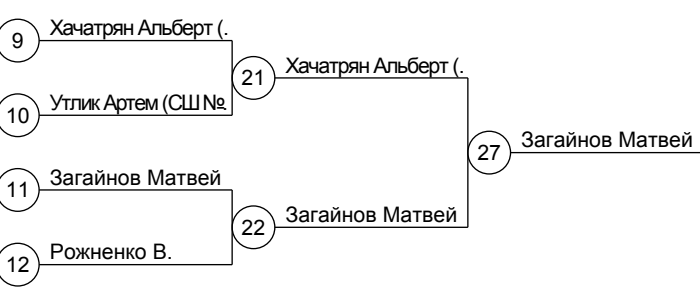 9 Хачатрян Альберт (.
21 Хачатрян Альберт (.
10 Утлик Артем (СШ №
27 Загайнов Матвей
11 Загайнов Матвей
22 Загайнов Матвей
12 Рожненко В.